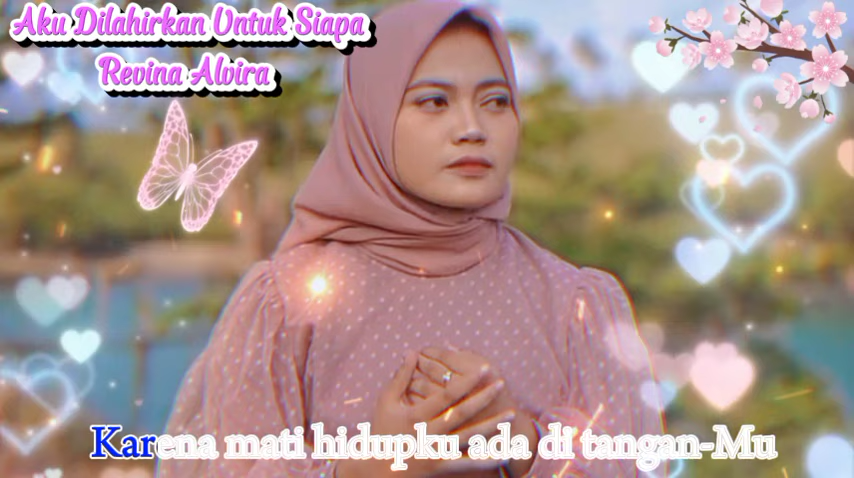 Aku Dilahirkan Untuk Siapa
Revina Alvira
Karena mati hidupku ada di tangan-Mu